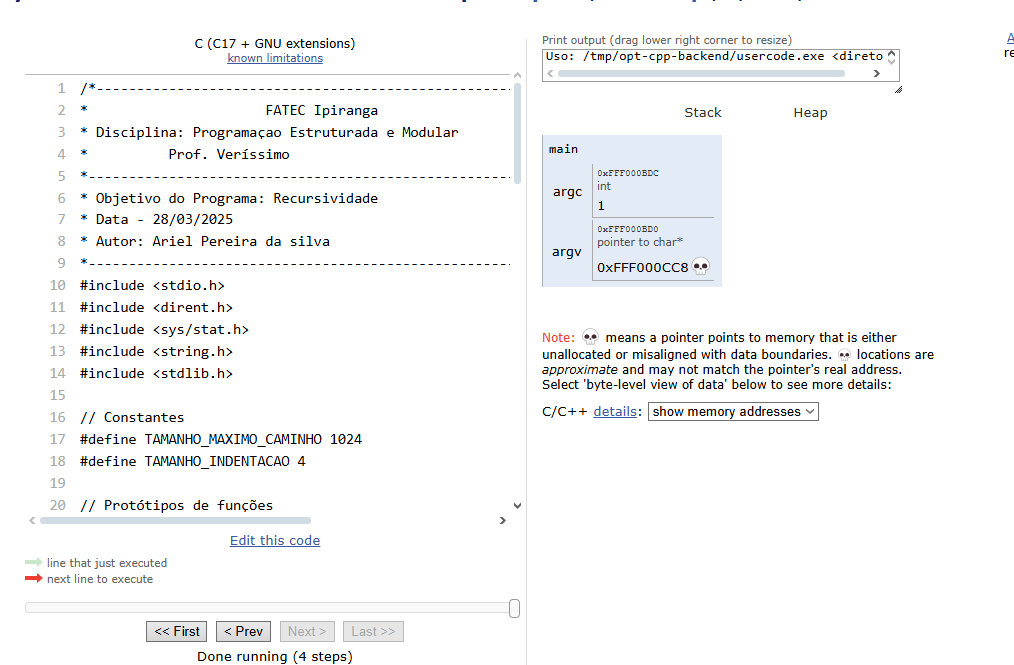 C (C17 + GNU extensions)
known limitations
1 /*----------------------------------------------------
2 * FATEC Ipiranga
3 * Disciplina: Programaçao Estruturada e Modular
4 * Prof. Veríssimo
5 *-----------------------------------------------------
6 * Objetivo do Programa: Recursividade
7 * Data - 28/03/2025
8 * Autor: Ariel Pereira da silva
9 *-----------------------------------------------------
10 #include <stdio.h>
11 #include <dirent.h>
12 #include <sys/stat.h>
13 #include <string.h>
14 #include <stdlib.h>
15
16 // Constantes
17 #define TAMANHO_MAXIMO_CAMINHO 1024
18 #define TAMANHO_INDENTACAO 4
19
20 // Protótipos de funções
Edit this code
line that just executed
next line to execute
<< First
< Prev
Next >
Last >>
Done running (4 steps)
Print output (drag lower right corner to resize)
Uso: /tmp/opt-cpp-backend/usercode.exe <direto
Stack
Heap
main
argc
0xFFF000BDC
int
1
argv
0xFFF000BD0
pointer to char*
0xFFF000CC8
Note: means a pointer points to memory that is either
unallocated or misaligned with data boundaries. locations are
approximate and may not match the pointer's real address.
Select 'byte-level view of data' below to see more details:
C/C++ details: show memory addresses
A
re